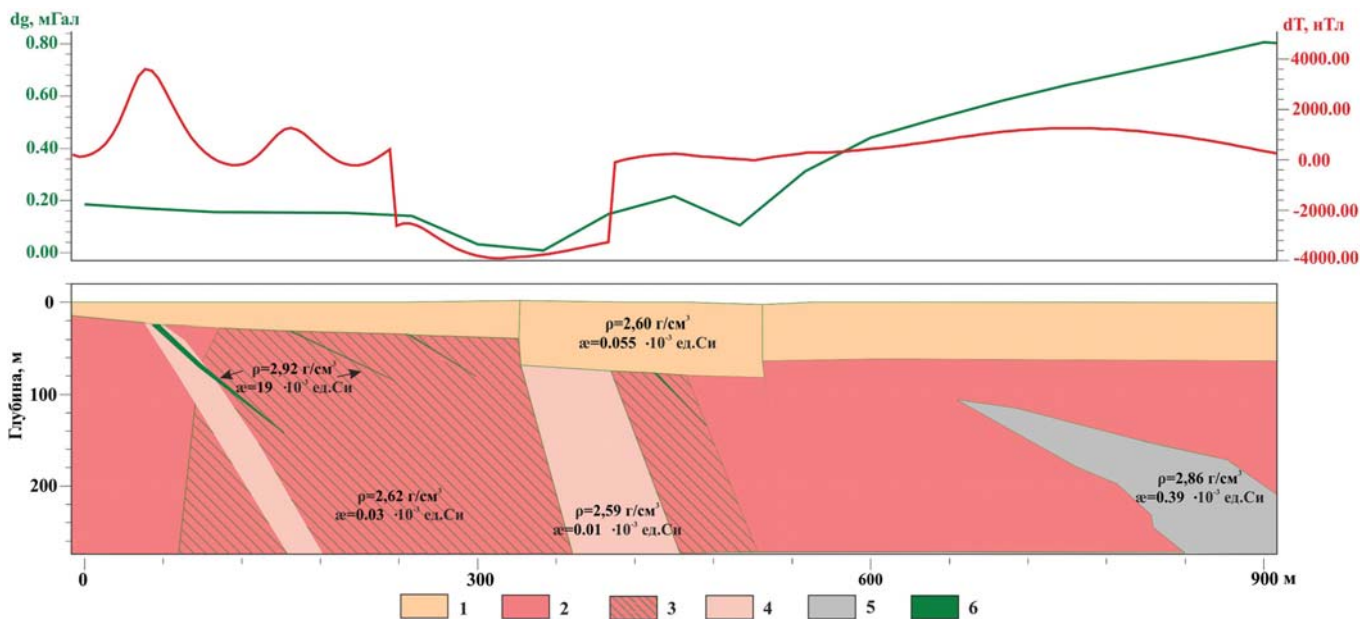 dg, мГал
dT, нТл
0.80
0.60
0.40
0.20
0.00
4000.00
2000.00
0.00
-2000.00
-4000.00
Глубина, м
0
100
200
ρ=2,60 г/см³
æ=0.055 ·10⁻³ ед.Си
ρ=2,92 г/см³
æ=19 ·10⁻³ ед.Си
ρ=2,62 г/см³
æ=0.03 ·10⁻³ ед.Си
ρ=2,59 г/см³
æ=0.01 ·10⁻³ ед.Си
ρ=2,86 г/см³
æ=0.39 ·10⁻³ ед.Си
0 300 600 900 м
1 2 3 4 5 6